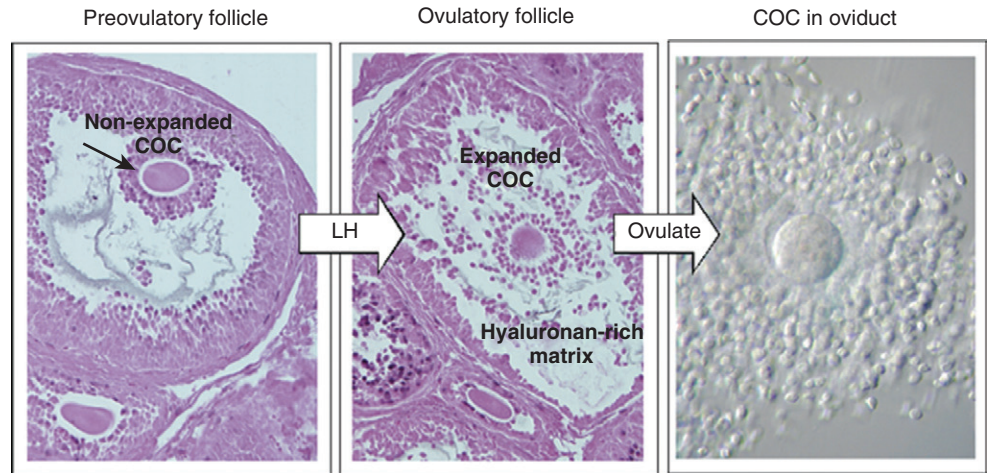 Preovulatory follicle
Ovulatory follicle
COC in oviduct
Non-expanded
COC
Expanded
COC
LH
Ovulate
Hyaluronan-rich
matrix